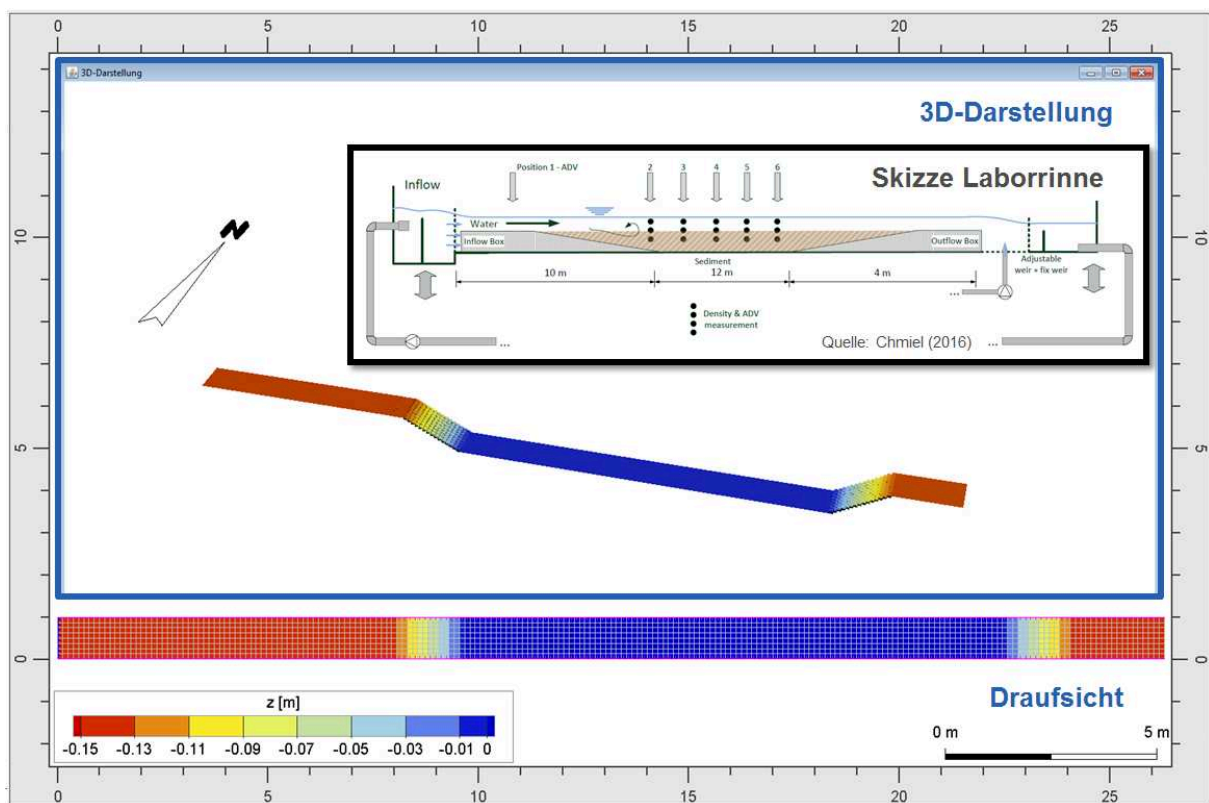 0 5 10 15 20 25
3D-Darstellung
3D-Darstellung
Skizze Laborrinne
Position 1 - ADV
2 3 4 5 6
Inflow
Water
Inflow Box
Outflow Box
Sediment
Adjustable
weir + fix weir
10 m
12 m
4 m
...
Density & ADV
measurement
...
Quelle: Chmiel (2016)
...
N
10 10
5 5
0 0
Draufsicht
z [m]
-0.15 -0.13 -0.11 -0.09 -0.07 -0.05 -0.03 -0.01 0
0 m 5 m
0 5 10 15 20 25